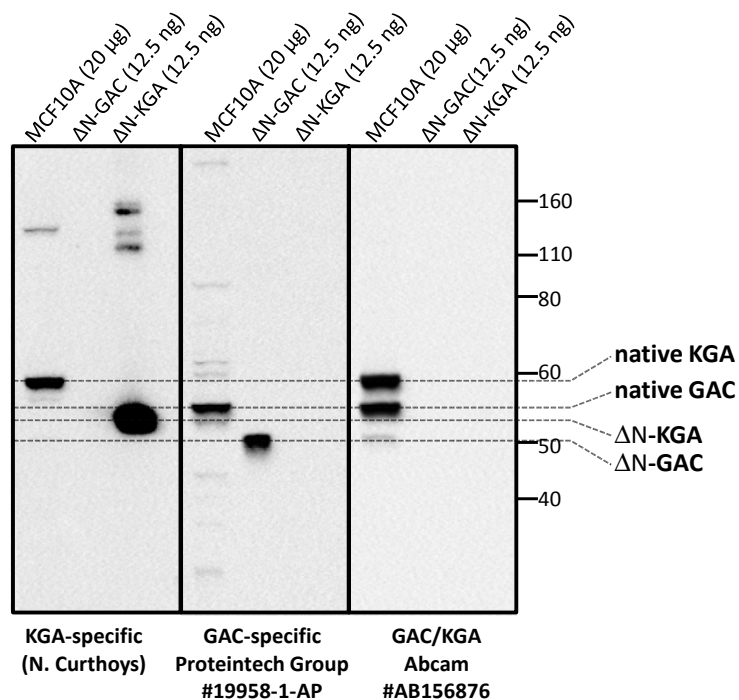 MCF10A (20 µg)
ΔN-GAC (12.5 ng)
ΔN-KGA (12.5 ng)
MCF10A (20 µg)
ΔN-GAC (12.5 ng)
ΔN-KGA (12.5 ng)
MCF10A (20 µg)
ΔN-GAC(12.5 ng)
ΔN-KGA (12.5 ng)
160
110
80
60
50
40
native KGA
native GAC
ΔN-KGA
ΔN-GAC
KGA-specific
(N. Curthoys)
GAC-specific
Proteintech Group
#19958-1-AP
GAC/KGA
Abcam
#AB156876